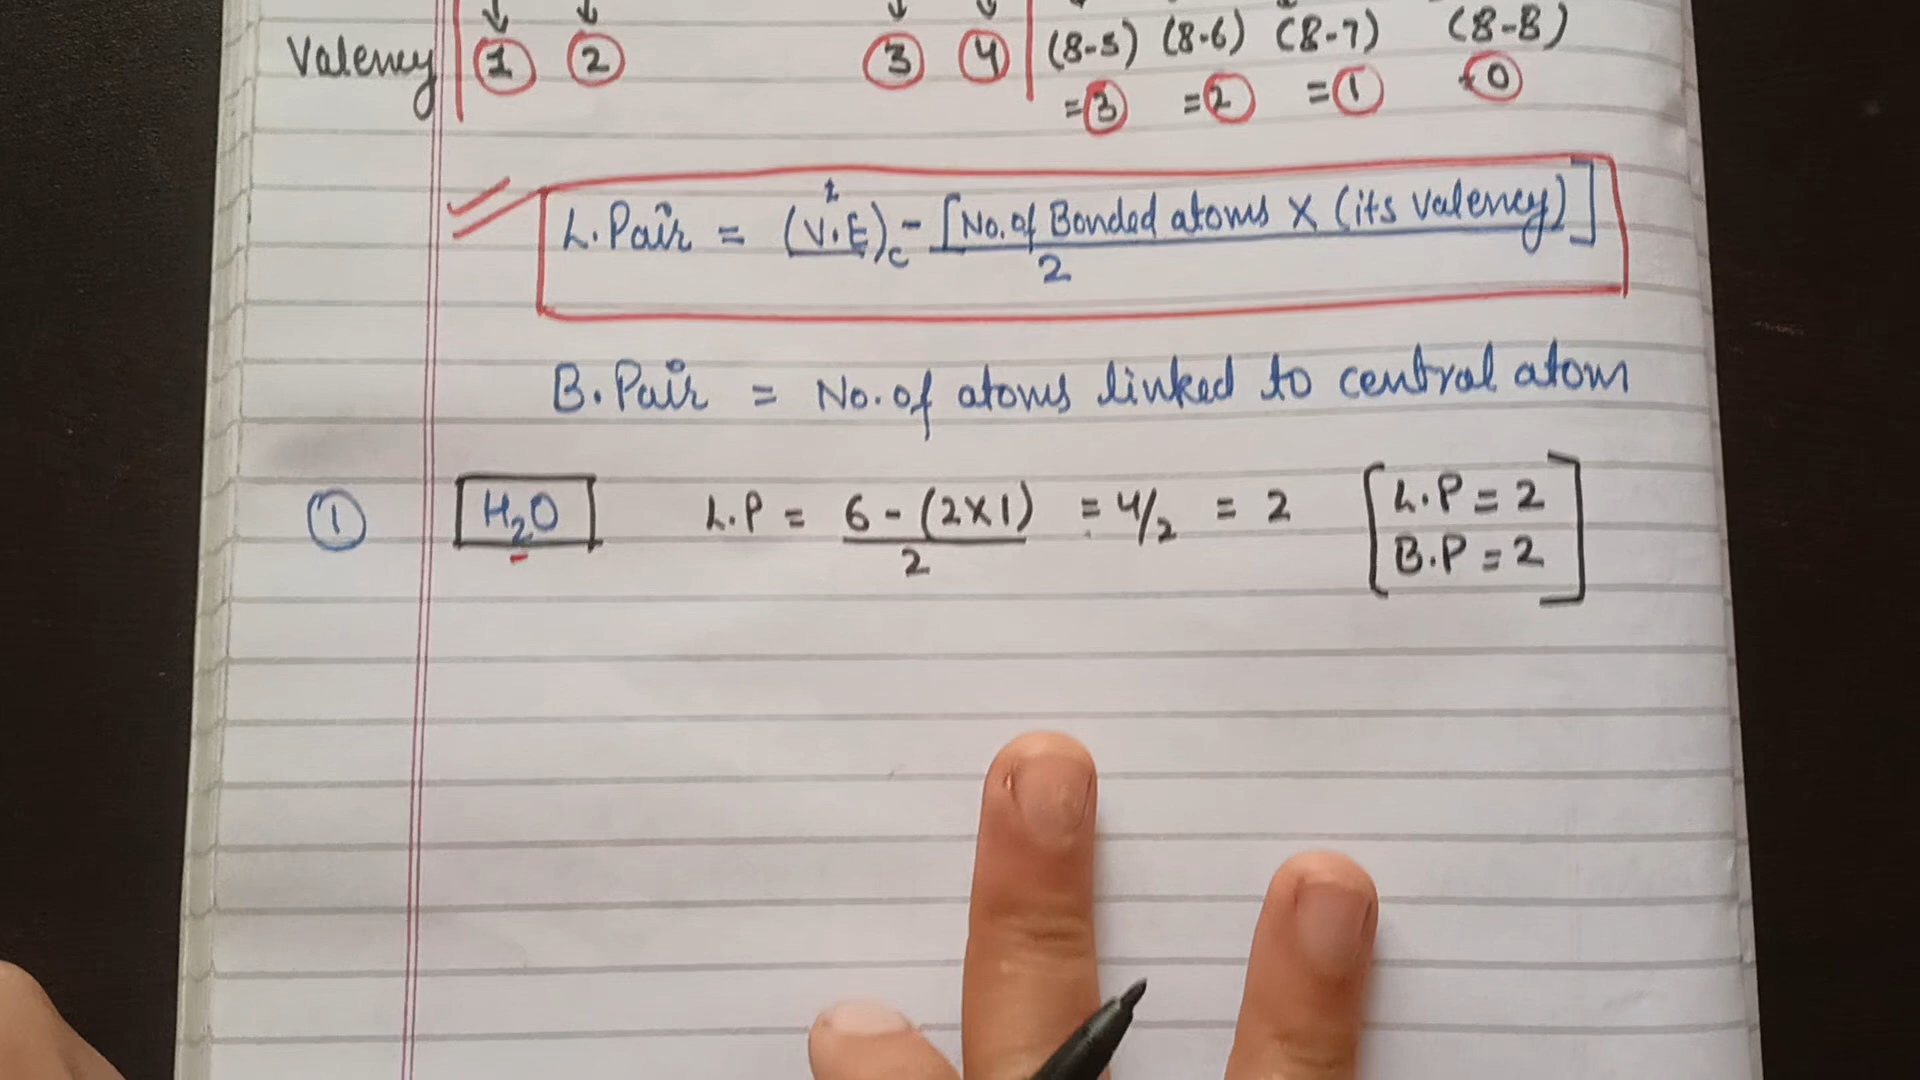 Valency 1 2 3 4 (8-5) (8-6) (8-7) (8-8)
=3 =2 =1 0
L.Pair = (V.E)c - [No. of Bonded atoms X (its valency)]
2
B.Pair = No. of atoms linked to central atom
1 H2O L.P = 6 - (2X1) = 4/2 = 2 [L.P = 2
2 B.P = 2]